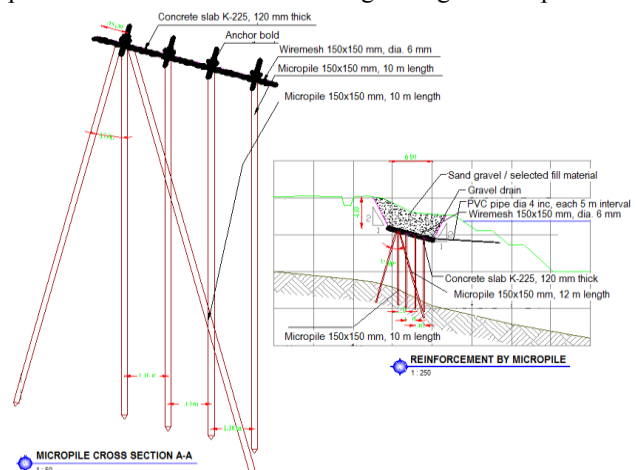 Concrete slab K-225, 120 mm thick
Anchor bold
Wiremesh 150x150 mm, dia. 6 mm
Micropile 150x150 mm, 10 m length
Micropile 150x150 mm, 10 m length
Sand gravel / selected fill material
Gravel drain
PVC pipe dia 4 inc, each 5 m interval
Wiremesh 150x150 mm, dia. 6 mm
Concrete slab K-225, 120 mm thick
Micropile 150x150 mm, 12 m length
Micropile 150x150 mm, 10 m length
REINFORCEMENT BY MICROPILE
1 : 250
MICROPILE CROSS SECTION A-A
1 : 50